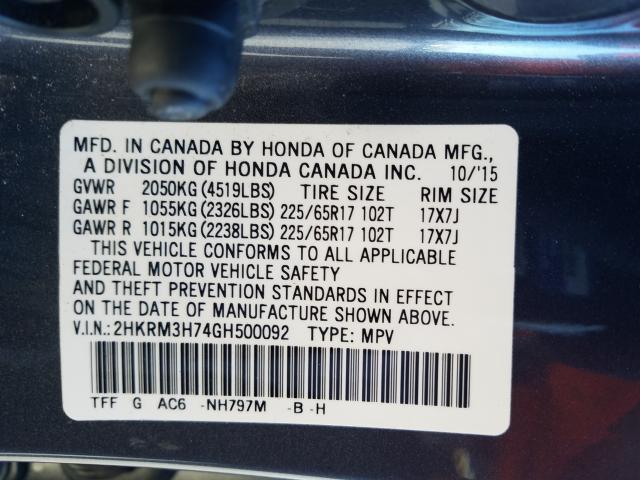 MFD. IN CANADA BY HONDA OF CANADA MFG.,
A DIVISION OF HONDA CANADA INC. 10/'15
GVWR 2050KG (4519LBS) TIRE SIZE RIM SIZE
GAWR F 1055KG (2326LBS) 225/65R17 102T 17X7J
GAWR R 1015KG (2238LBS) 225/65R17 102T 17X7J
THIS VEHICLE CONFORMS TO ALL APPLICABLE
FEDERAL MOTOR VEHICLE SAFETY
AND THEFT PREVENTION STANDARDS IN EFFECT
ON THE DATE OF MANUFACTURE SHOWN ABOVE.
V.I.N.: 2HKRM3H74GH500092 TYPE: MPV
TFF G AC6 -NH797M -B -H